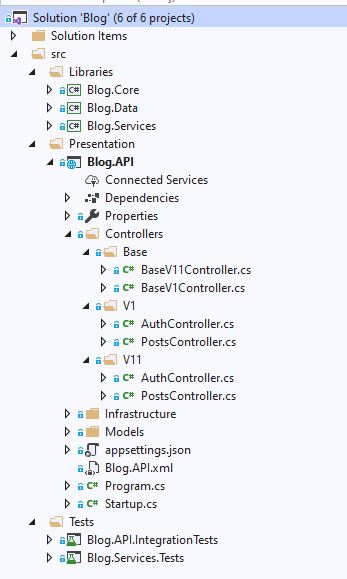 Solution 'Blog' (6 of 6 projects)
Solution Items
src
Libraries
C# Blog.Core
C# Blog.Data
C# Blog.Services
Presentation
Blog.API
Connected Services
Dependencies
Properties
Controllers
Base
C# BaseV11Controller.cs
C# BaseV1Controller.cs
V1
C# AuthController.cs
C# PostsController.cs
V11
C# AuthController.cs
C# PostsController.cs
Infrastructure
Models
appsettings.json
Blog.API.xml
C# Program.cs
C# Startup.cs
Tests
Blog.API.IntegrationTests
Blog.Services.Tests